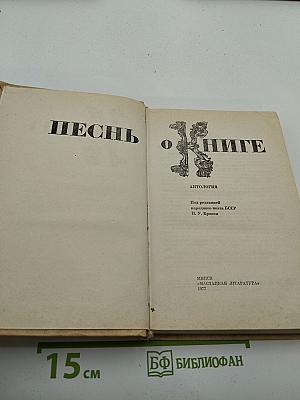 ПЕСНЬ
О КНИГЕ
АНТОЛОГИЯ
Под редакцией
народного поэта БССР
П. У. Бровки
МИНСК
«МАСТАЦКАЯ ЛІТАРАТУРА»
1977
15 см
БФ БИБЛИОФАН